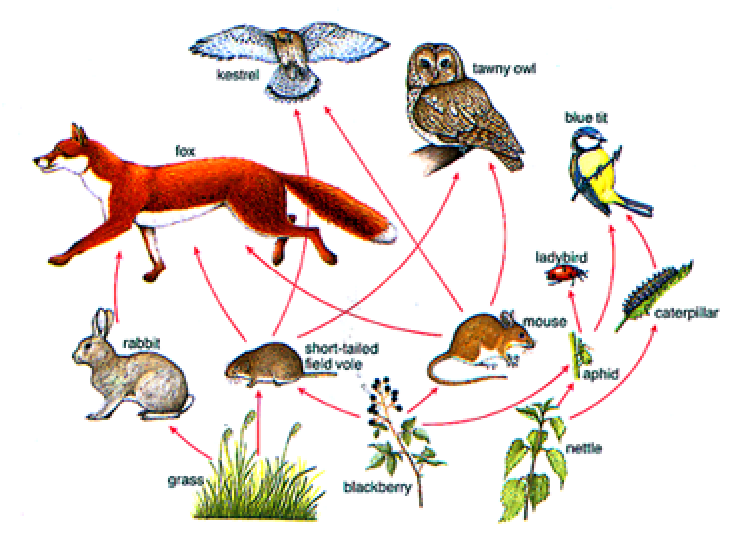 kestrel
tawny owl
blue tit
fox
ladybird
caterpillar
mouse
rabbit
short-tailed
field vole
aphid
nettle
grass
blackberry